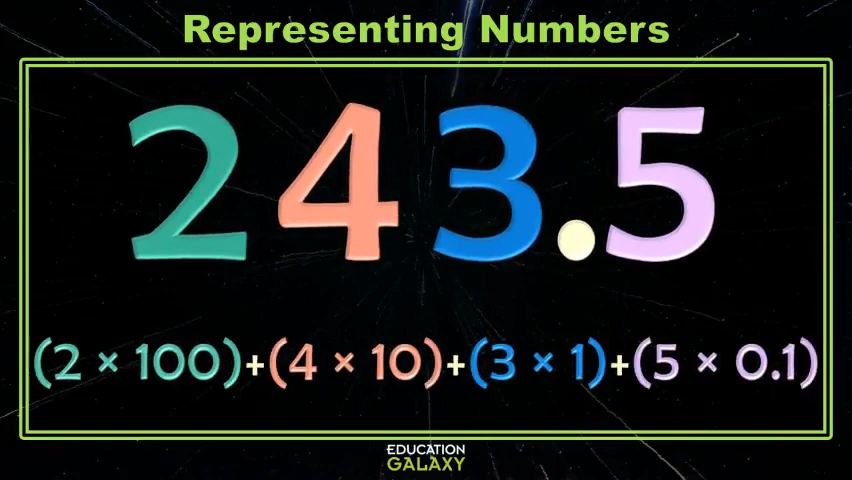 Representing Numbers
243.5
(2 × 100)+(4 × 10)+(3 × 1)+(5 × 0.1)
EDUCATION
GALAXY